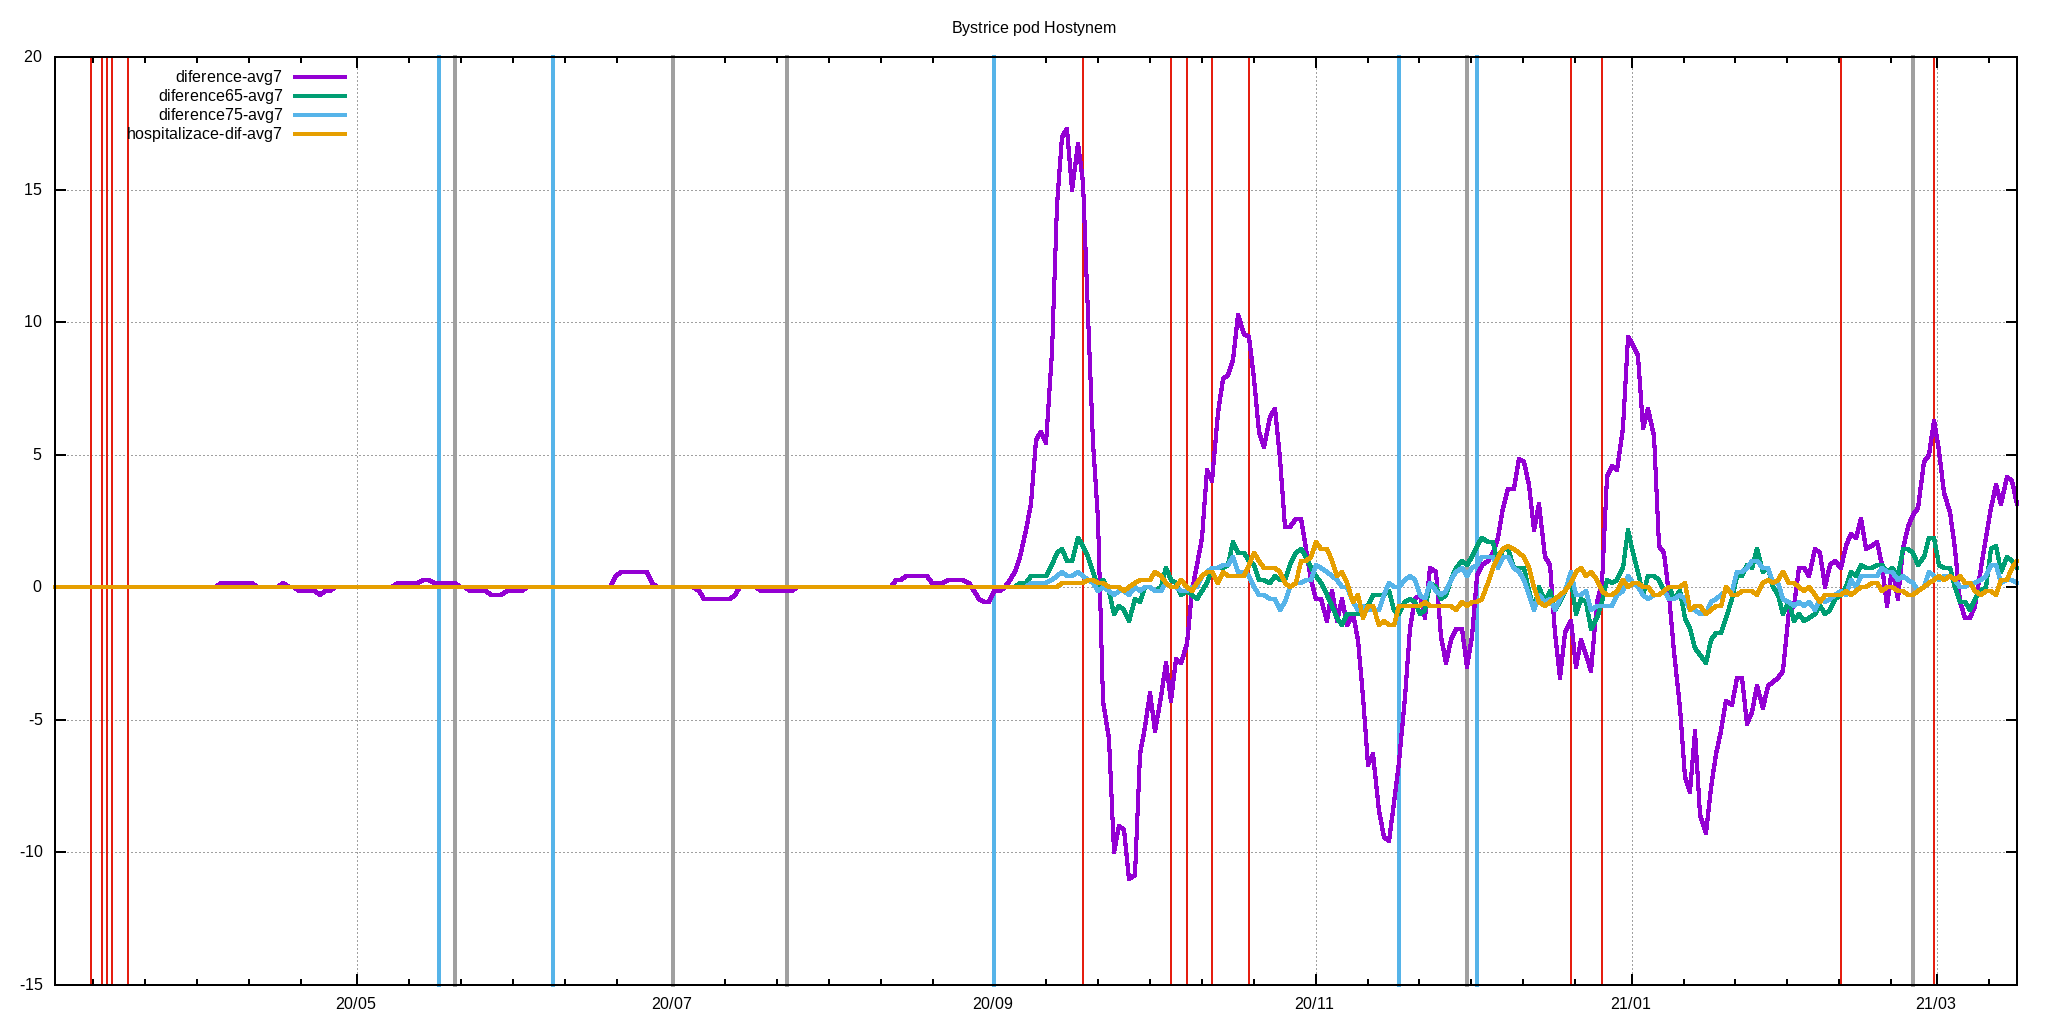 Bystrice pod Hostynem
20
15
10
5
0
-5
-10
-15
diference-avg7
diference65-avg7
diference75-avg7
hospitalizace-dif-avg7
20/05
20/07
20/09
20/11
21/01
21/03